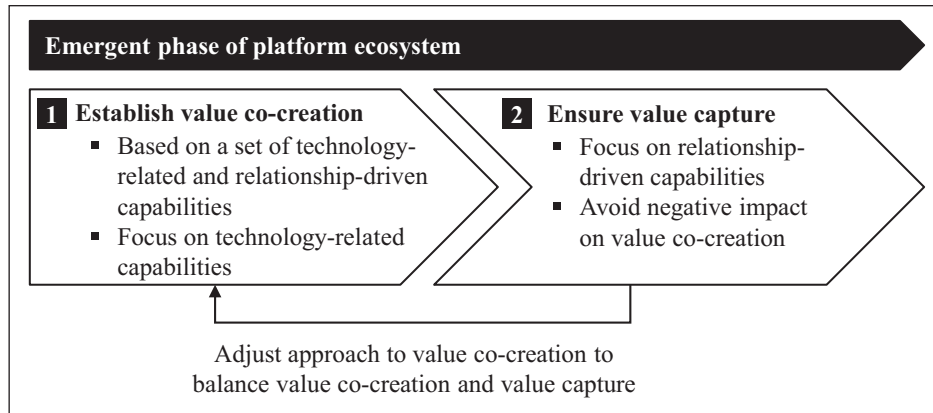 Emergent phase of platform ecosystem
1 Establish value co-creation
▪ Based on a set of technology-
related and relationship-driven
capabilities
▪ Focus on technology-related
capabilities
2 Ensure value capture
▪ Focus on relationship-
driven capabilities
▪ Avoid negative impact
on value co-creation
Adjust approach to value co-creation to
balance value co-creation and value capture